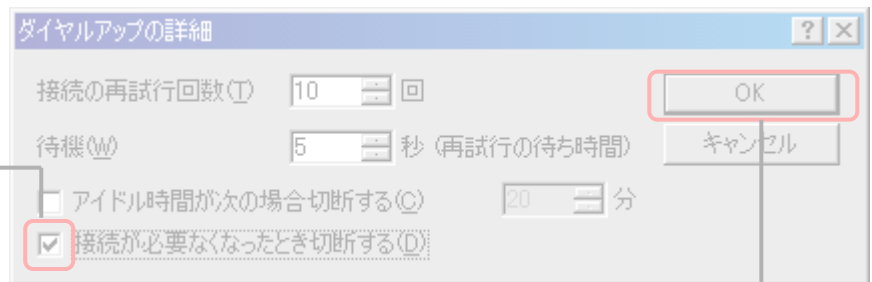 ダイヤルアップの詳細 ? ×
接続の再試行回数(T) 10 回 OK
待機(W) 5 秒 (再試行の待ち時間) キャンセル
アイドル時間が次の場合切断する(C) 20 分
接続が必要なくなったとき切断する(D)